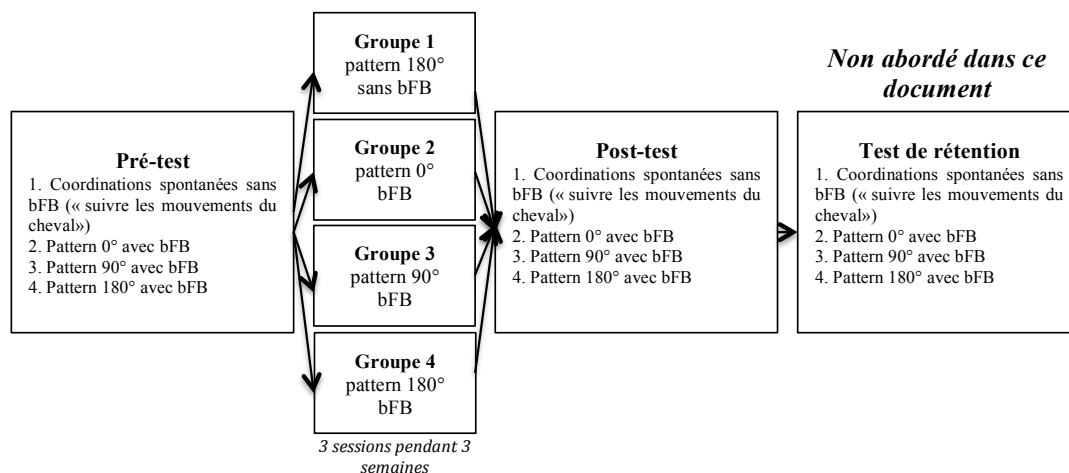 Pré-test
1. Coordinations spontanées sans
bFB (« suivre les mouvements du
cheval»)
2. Pattern 0° avec bFB
3. Pattern 90° avec bFB
4. Pattern 180° avec bFB
Groupe 1
pattern 180°
sans bFB
Groupe 2
pattern 0°
bFB
Groupe 3
pattern 90°
bFB
Groupe 4
pattern 180°
bFB
3 sessions pendant 3
semaines
Post-test
1. Coordinations spontanées sans
bFB (« suivre les mouvements du
cheval»)
2. Pattern 0° avec bFB
3. Pattern 90° avec bFB
4. Pattern 180° avec bFB
Non abordé dans ce
document
Test de rétention
1. Coordinations spontanées sans
bFB (« suivre les mouvements du
cheval»)
2. Pattern 0° avec bFB
3. Pattern 90° avec bFB
4. Pattern 180° avec bFB